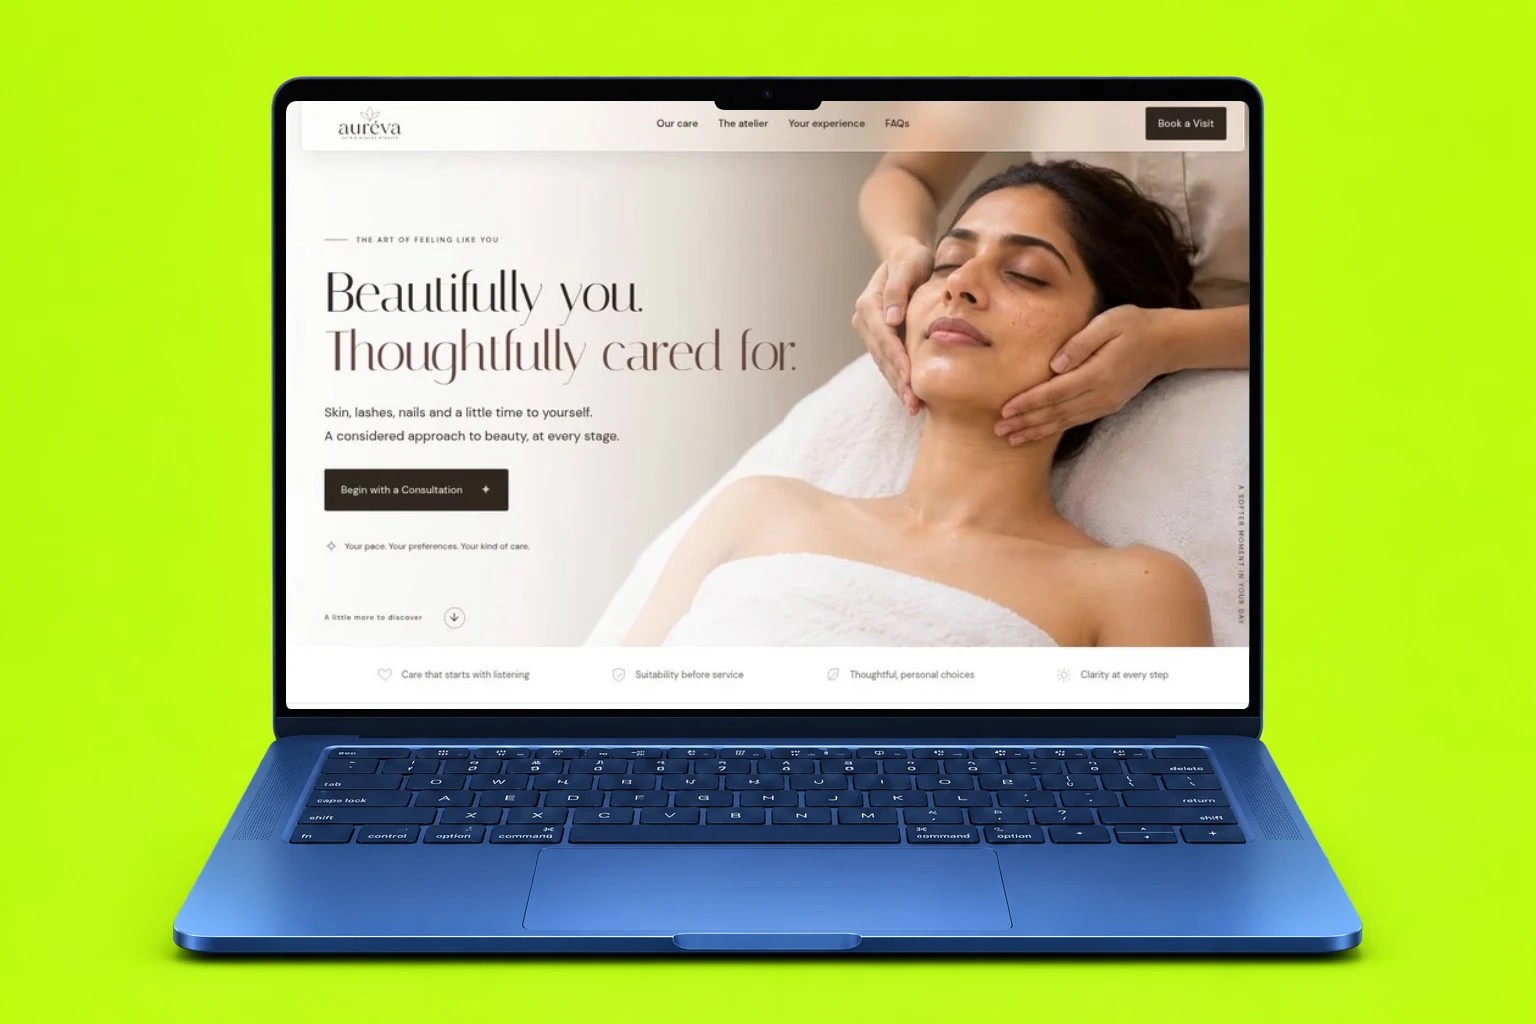 auréva
Our care
The atelier
Your experience
FAQs
Book a Visit
THE ART OF FEELING LIKE YOU
Beautifully you.
Thoughtfully cared for.
Skin, lashes, nails and a little time to yourself.
A considered approach to beauty, at every stage.
Begin with a Consultation
Your pace. Your preferences. Your kind of care.
A little more to discover
A SOFTER MOMENT IN YOUR DAY
Care that starts with listening
Suitability before service
Thoughtful, personal choices
Clarity at every step
delete
tab
caps lock
A E D F G M J K L
return
shift
X X C V B N M
shift
fn
control
option
command
command
option